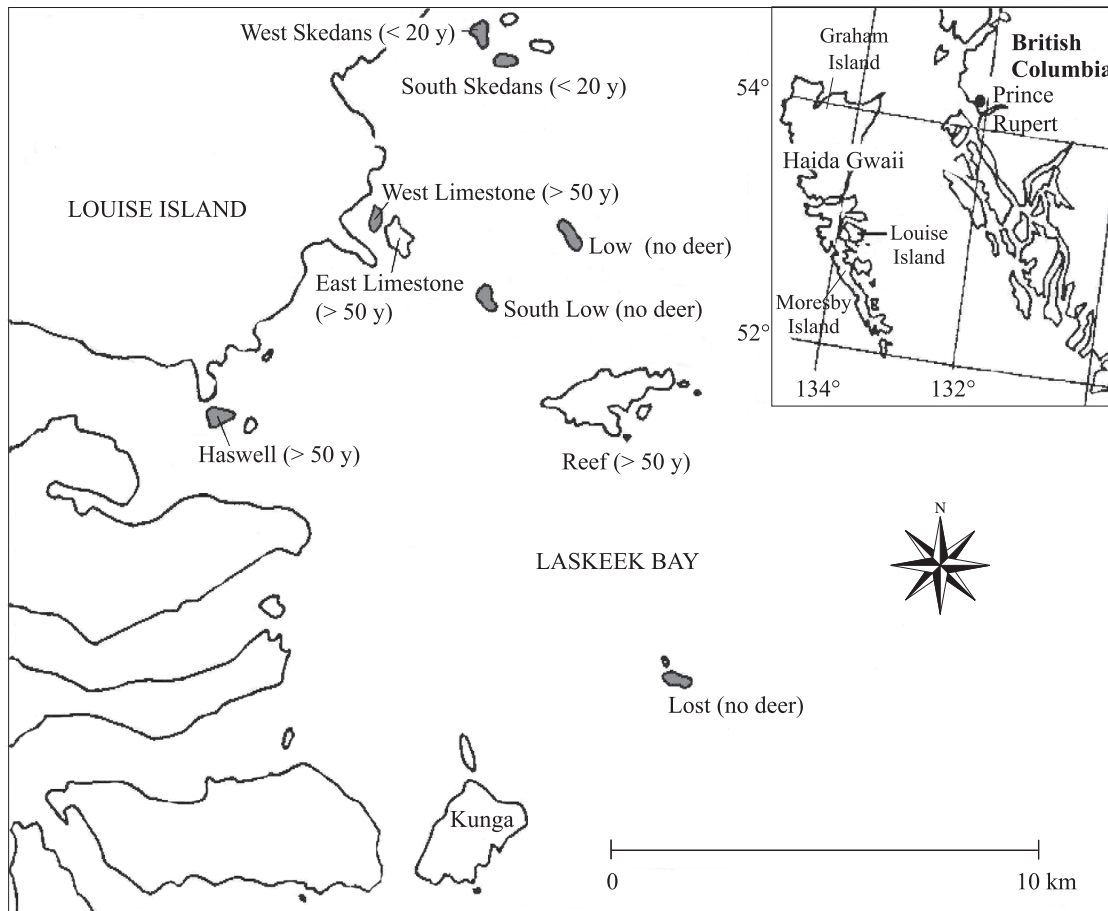 West Skedans (< 20 y)
South Skedans (< 20 y)
LOUISE ISLAND
West Limestone (> 50 y)
Low (no deer)
East Limestone
(> 50 y)
South Low (no deer)
Haswell (> 50 y)
Reef (> 50 y)
LASKEEK BAY
N
Lost (no deer)
Kunga
0
10 km
Graham
Island
British
Columbia
54°
Prince
Rupert
Haida Gwaii
Louise
Island
Moresby
Island
52°
134°
132°